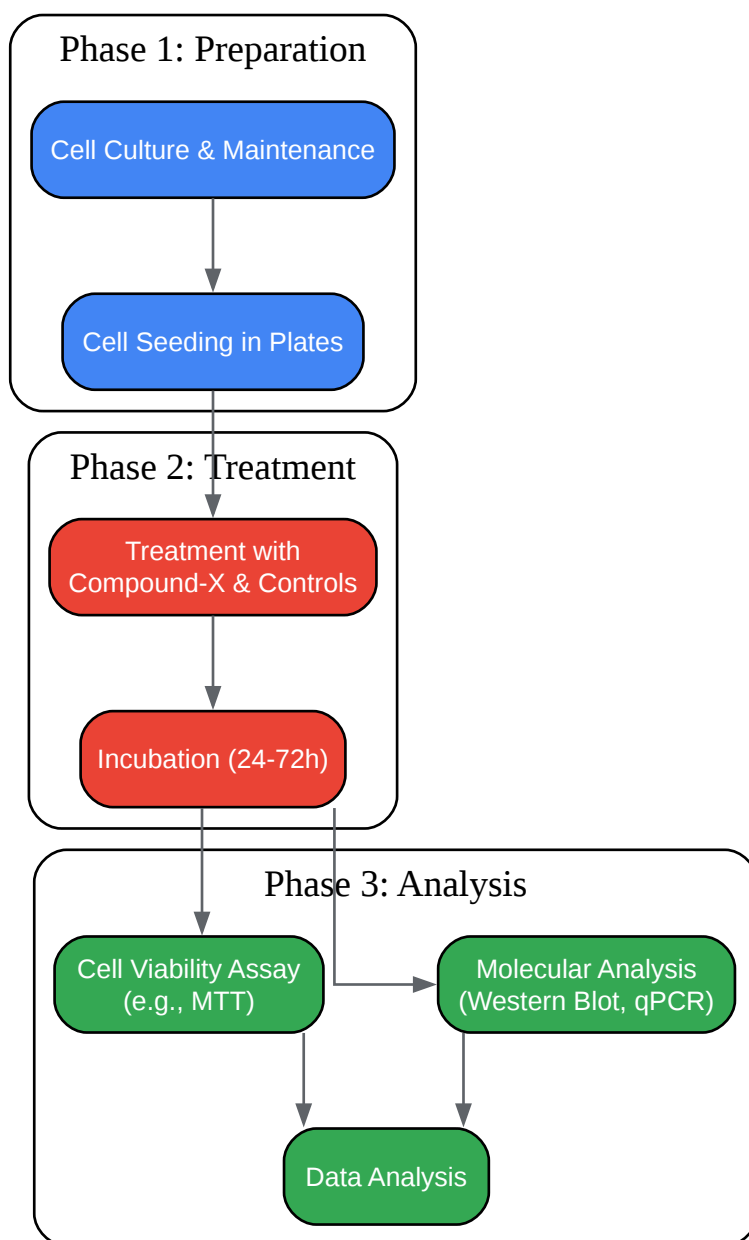 Phase 1: Preparation
Cell Culture & Maintenance
Cell Seeding in Plates
Phase 2: Treatment
Treatment with
Compound-X & Controls
Incubation (24-72h)
Phase 3: Analysis
Cell Viability Assay
(e.g., MTT)
Molecular Analysis
(Western Blot, qPCR)
Data Analysis